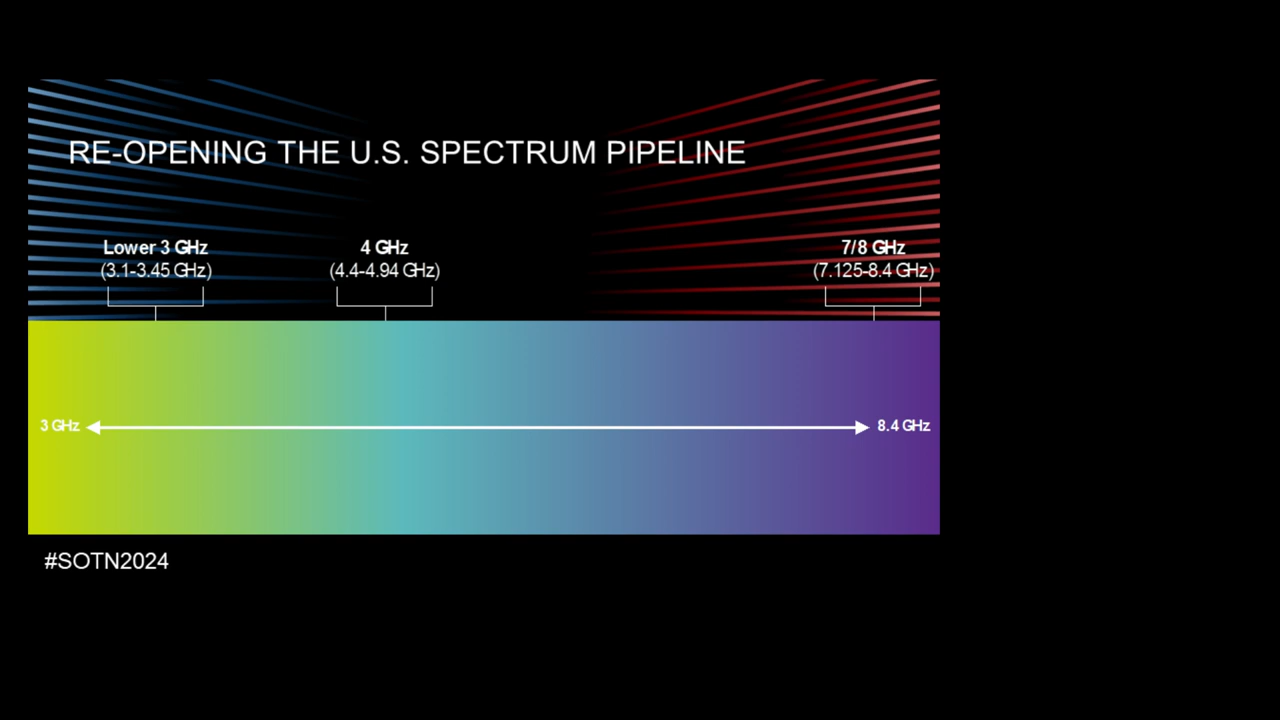 RE-OPENING THE U.S. SPECTRUM PIPELINE
Lower 3 GHz
(3.1-3.45 GHz)
4 GHz
(4.4-4.94 GHz)
7/8 GHz
(7.125-8.4 GHz)
3 GHz
8.4 GHz
#SOTN2024